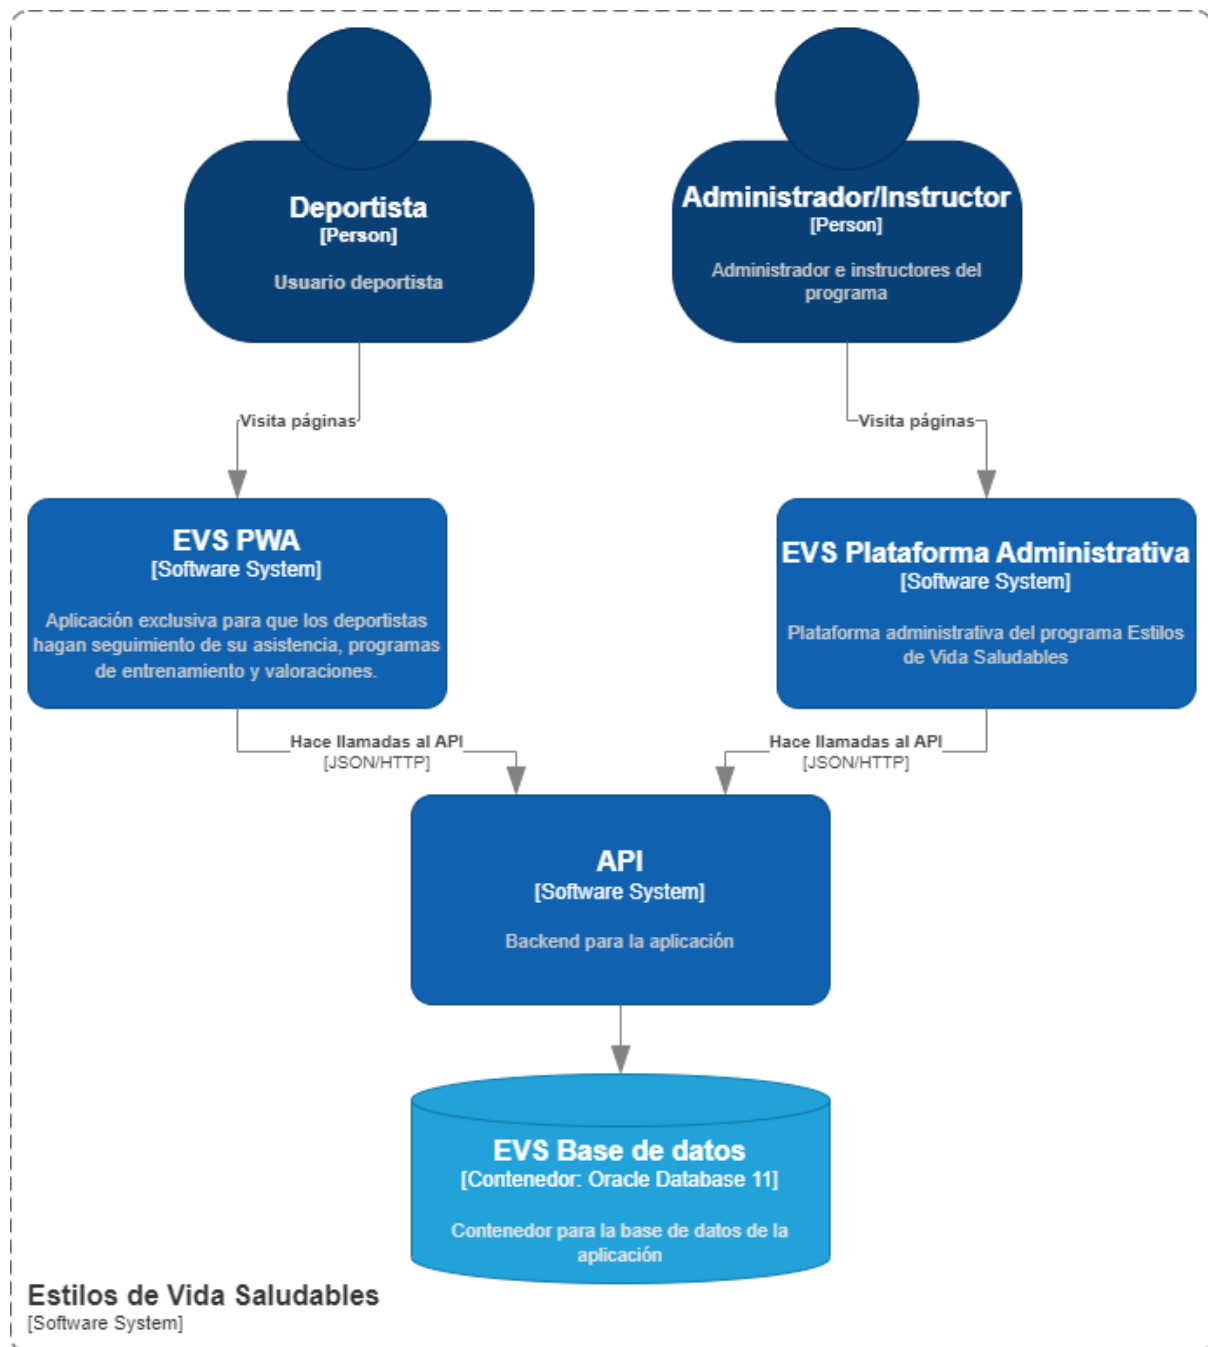 Deportista
[Person]
Usuario deportista
Administrador/Instructor
[Person]
Administrador e instructores del
programa
Visita páginas
Visita páginas
EVS PWA
[Software System]
Aplicación exclusiva para que los deportistas
hagan seguimiento de su asistencia, programas
de entrenamiento y valoraciones.
EVS Plataforma Administrativa
[Software System]
Plataforma administrativa del programa Estilos
de Vida Saludables
Hace llamadas al API
[JSON/HTTP]
Hace llamadas al API
[JSON/HTTP]
API
[Software System]
Backend para la aplicación
EVS Base de datos
[Contenedor: Oracle Database 11]
Contenedor para la base de datos de la
aplicación
Estilos de Vida Saludables
[Software System]